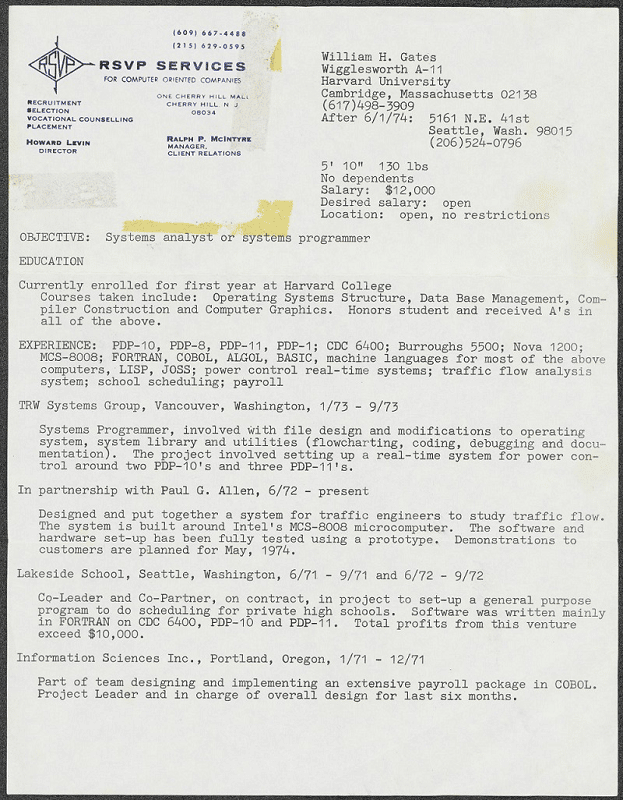 (609) 667-4488
(215) 629-0595
RSVP
RSVP SERVICES
FOR COMPUTER ORIENTED COMPANIES
ONE CHERRY HILL MALL
CHERRY HILL N J
08034
RECRUITMENT
SELECTION
VOCATIONAL COUNSELLING
PLACEMENT
HOWARD LEVIN
DIRECTOR
RALPH P. MCINTYRE
MANAGER,
CLIENT RELATIONS
William H. Gates
Wigglesworth A-11
Harvard University
Cambridge, Massachusetts 02138
(617)498-3909
After 6/1/74: 5161 N.E. 41st
Seattle, Wash. 98015
(206)524-0796
5' 10" 130 lbs
No dependents
Salary: $12,000
Desired salary: open
Location: open, no restrictions
OBJECTIVE: Systems analyst or systems programmer
EDUCATION
Currently enrolled for first year at Harvard College
Courses taken include: Operating Systems Structure, Data Base Management, Com-
piler Construction and Computer Graphics. Honors student and received A's in
all of the above.
EXPERIENCE: PDP-10, PDP-8, PDP-11, PDP-1; CDC 6400; Burroughs 5500; Nova 1200;
MCS-8008; FORTRAN, COBOL, ALGOL, BASIC, machine languages for most of the above
computers, LISP, JOSS; power control real-time systems; traffic flow analysis
system; school scheduling; payroll
TRW Systems Group, Vancouver, Washington, 1/73 - 9/73
Systems Programmer, involved with file design and modifications to operating
system, system library and utilities (flowcharting, coding, debugging and docu-
mentation). The project involved setting up a real-time system for power con-
trol around two PDP-10's and three PDP-11's.
In partnership with Paul G. Allen, 6/72 - present
Designed and put together a system for traffic engineers to study traffic flow.
The system is built around Intel's MCS-8008 microcomputer. The software and
hardware set-up has been fully tested using a prototype. Demonstrations to
customers are planned for May, 1974.
Lakeside School, Seattle, Washington, 6/71 - 9/71 and 6/72 - 9/72
Co-Leader and Co-Partner, on contract, in project to set-up a general purpose
program to do scheduling for private high schools. Software was written mainly
in FORTRAN on CDC 6400, PDP-10 and PDP-11. Total profits from this venture
exceed $10,000.
Information Sciences Inc., Portland, Oregon, 1/71 - 12/71
Part of team designing and implementing an extensive payroll package in COBOL.
Project Leader and in charge of overall design for last six months.